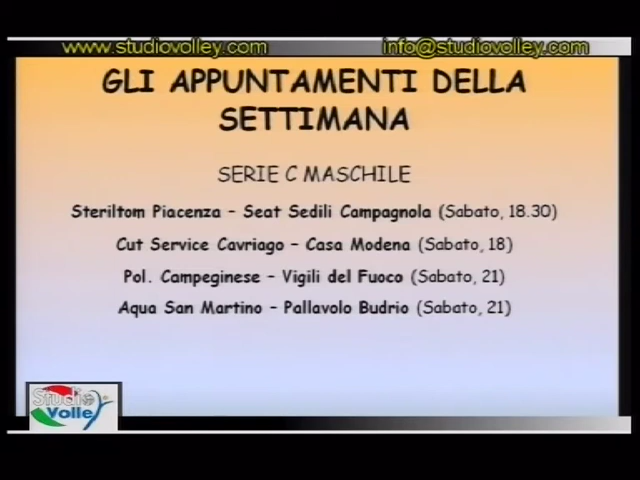 www.studiovolley.com info@studiovolley.com
GLI APPUNTAMENTI DELLA
SETTIMANA
SERIE C MASCHILE
Steriltom Piacenza - Seat Sedili Campagnola (Sabato, 18.30)
Cut Service Cavriago - Casa Modena (Sabato, 18)
Pol. Campeginese - Vigili del Fuoco (Sabato, 21)
Aqua San Martino - Pallavolo Budrio (Sabato, 21)
Studio
Volley